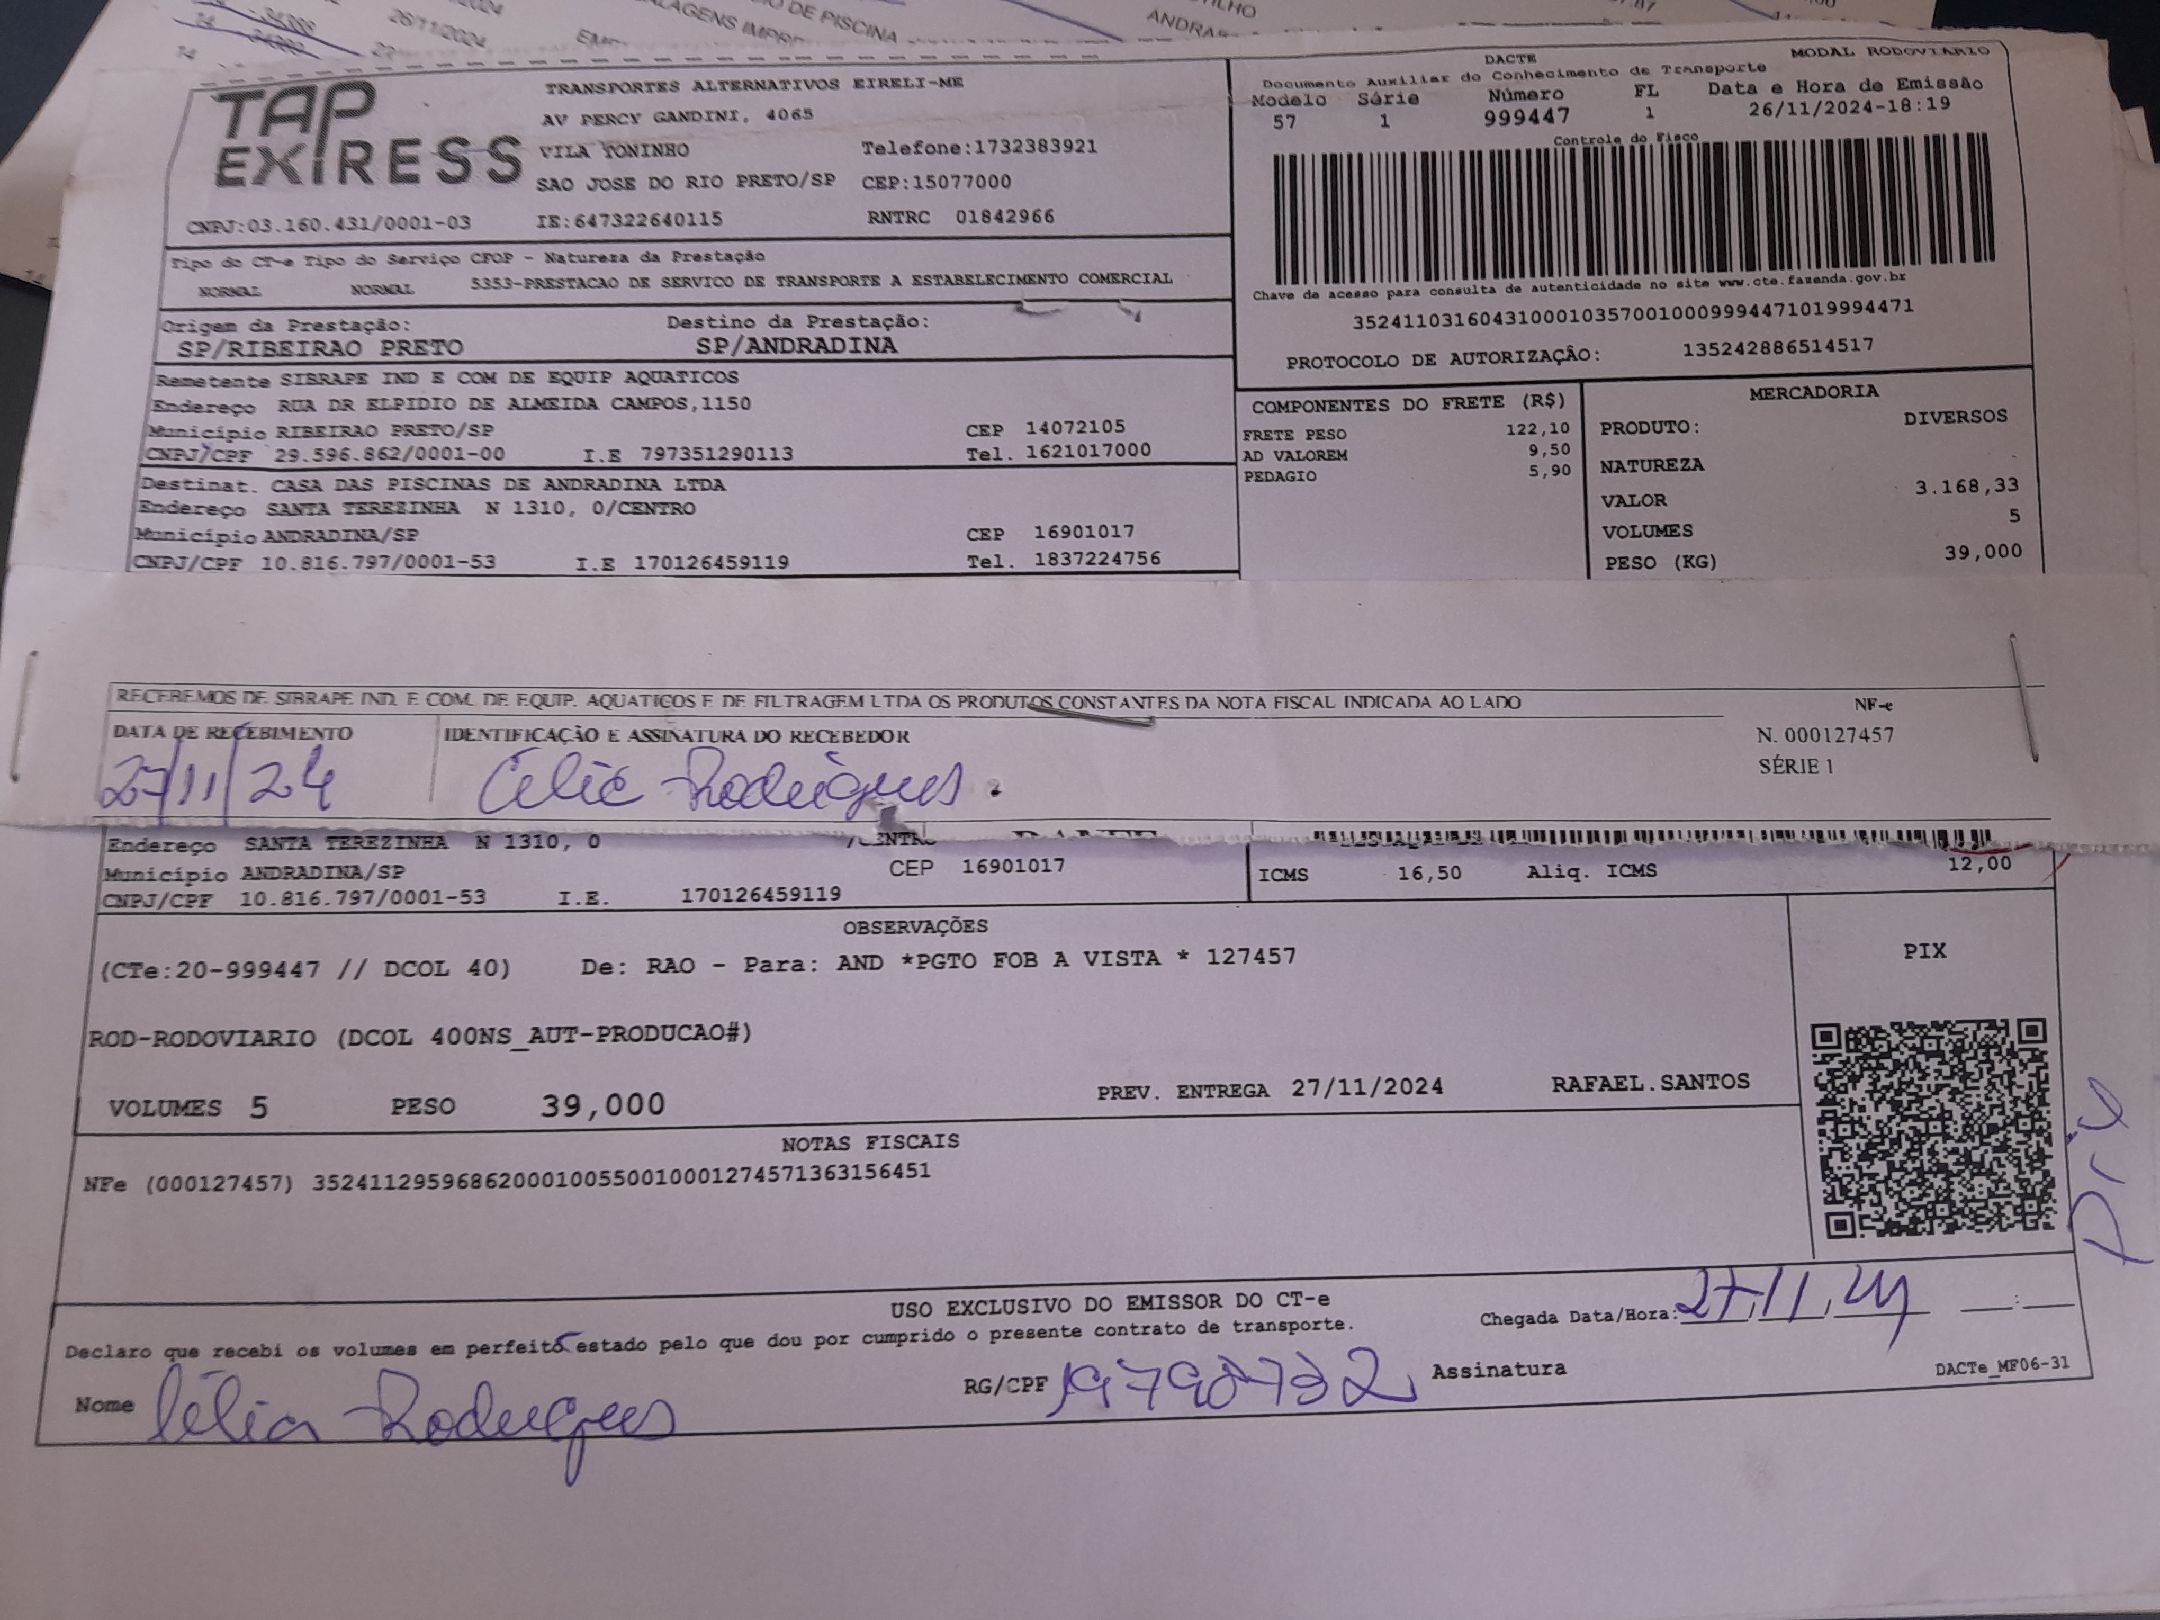 26/11/2024
TAP EXPRESS
TRANSPORTES ALTERNATIVOS EIRELI-ME
AV PERCY GANDINI, 4065
VILA TONINHO Telefone:1732383921
SAO JOSE DO RIO PRETO/SP CEP:15077000
CNPJ:03.160.431/0001-03 IE:647322640115 RNTRC 01842966
DACTE MODAL RODOVIARIO
Documento Auxiliar do Conhecimento de Transporte
Modelo Série Número FL Data e Hora de Emissão
57 1 999447 1 26/11/2024-18:19
Controle do Fisco
Chave de acesso para consulta de autenticidade no site www.cte.fazenda.gov.br
35241103160431000103570010009994471019994471
PROTOCOLO DE AUTORIZAÇÃO: 135242886514517
Tipo do CT-e Tipo do Serviço CFOP - Natureza da Prestação
NORMAL NORMAL 5353-PRESTACAO DE SERVICO DE TRANSPORTE A ESTABELECIMENTO COMERCIAL
Origem da Prestação: Destino da Prestação:
SP/RIBEIRAO PRETO SP/ANDRADINA
Remetente SIBRAPE IND E COM DE EQUIP AQUATICOS
Endereço RUA DR ELPIDIO DE ALMEIDA CAMPOS,1150
Município RIBEIRAO PRETO/SP CEP 14072105
CNPJ/CPF 29.596.862/0001-00 I.E 797351290113 Tel. 1621017000
Destinat. CASA DAS PISCINAS DE ANDRADINA LTDA
Endereço SANTA TEREZINHA N 1310, 0/CENTRO
Município ANDRADINA/SP CEP 16901017
CNPJ/CPF 10.816.797/0001-53 I.E 170126459119 Tel. 1837224756
COMPONENTES DO FRETE (R$)
FRETE PESO 122,10
AD VALOREM 9,50
PEDAGIO 5,90
MERCADORIA
PRODUTO: DIVERSOS
NATUREZA
VALOR 3.168,33
VOLUMES 5
PESO (KG) 39,000
RECEBEMOS DE SIBRAPE IND. E COM. DE EQUIP. AQUATICOS E DE FILTRAGEM LTDA OS PRODUTOS CONSTANTES DA NOTA FISCAL INDICADA AO LADO
NF-e
N. 000127457
SÉRIE 1
DATA DE RECEBIMENTO IDENTIFICAÇÃO E ASSINATURA DO RECEBEDOR
27/11/24 Célia Rodrigues.
Endereço SANTA TEREZINHA N 1310, 0 /CENTR
Município ANDRADINA/SP CEP 16901017
CNPJ/CPF 10.816.797/0001-53 I.E. 170126459119
ICMS 16,50 Aliq. ICMS 12,00
OBSERVAÇÕES
(CTe:20-999447 // DCOL 40) De: RAO - Para: AND *PGTO FOB A VISTA * 127457
ROD-RODOVIARIO (DCOL 400NS_AUT-PRODUCAO#)
VOLUMES 5 PESO 39,000 PREV. ENTREGA 27/11/2024 RAFAEL.SANTOS
PIX
Pix
NOTAS FISCAIS
NFe (000127457) 35241129596862000100550010001274571363156451
USO EXCLUSIVO DO EMISSOR DO CT-e
Declaro que recebi os volumes em perfeito estado pelo que dou por cumprido o presente contrato de transporte.
Chegada Data/Hora: 27/11/24 __:__
Nome Célia Rodrigues RG/CPF 19798732 Assinatura
DACTe_MF06-31